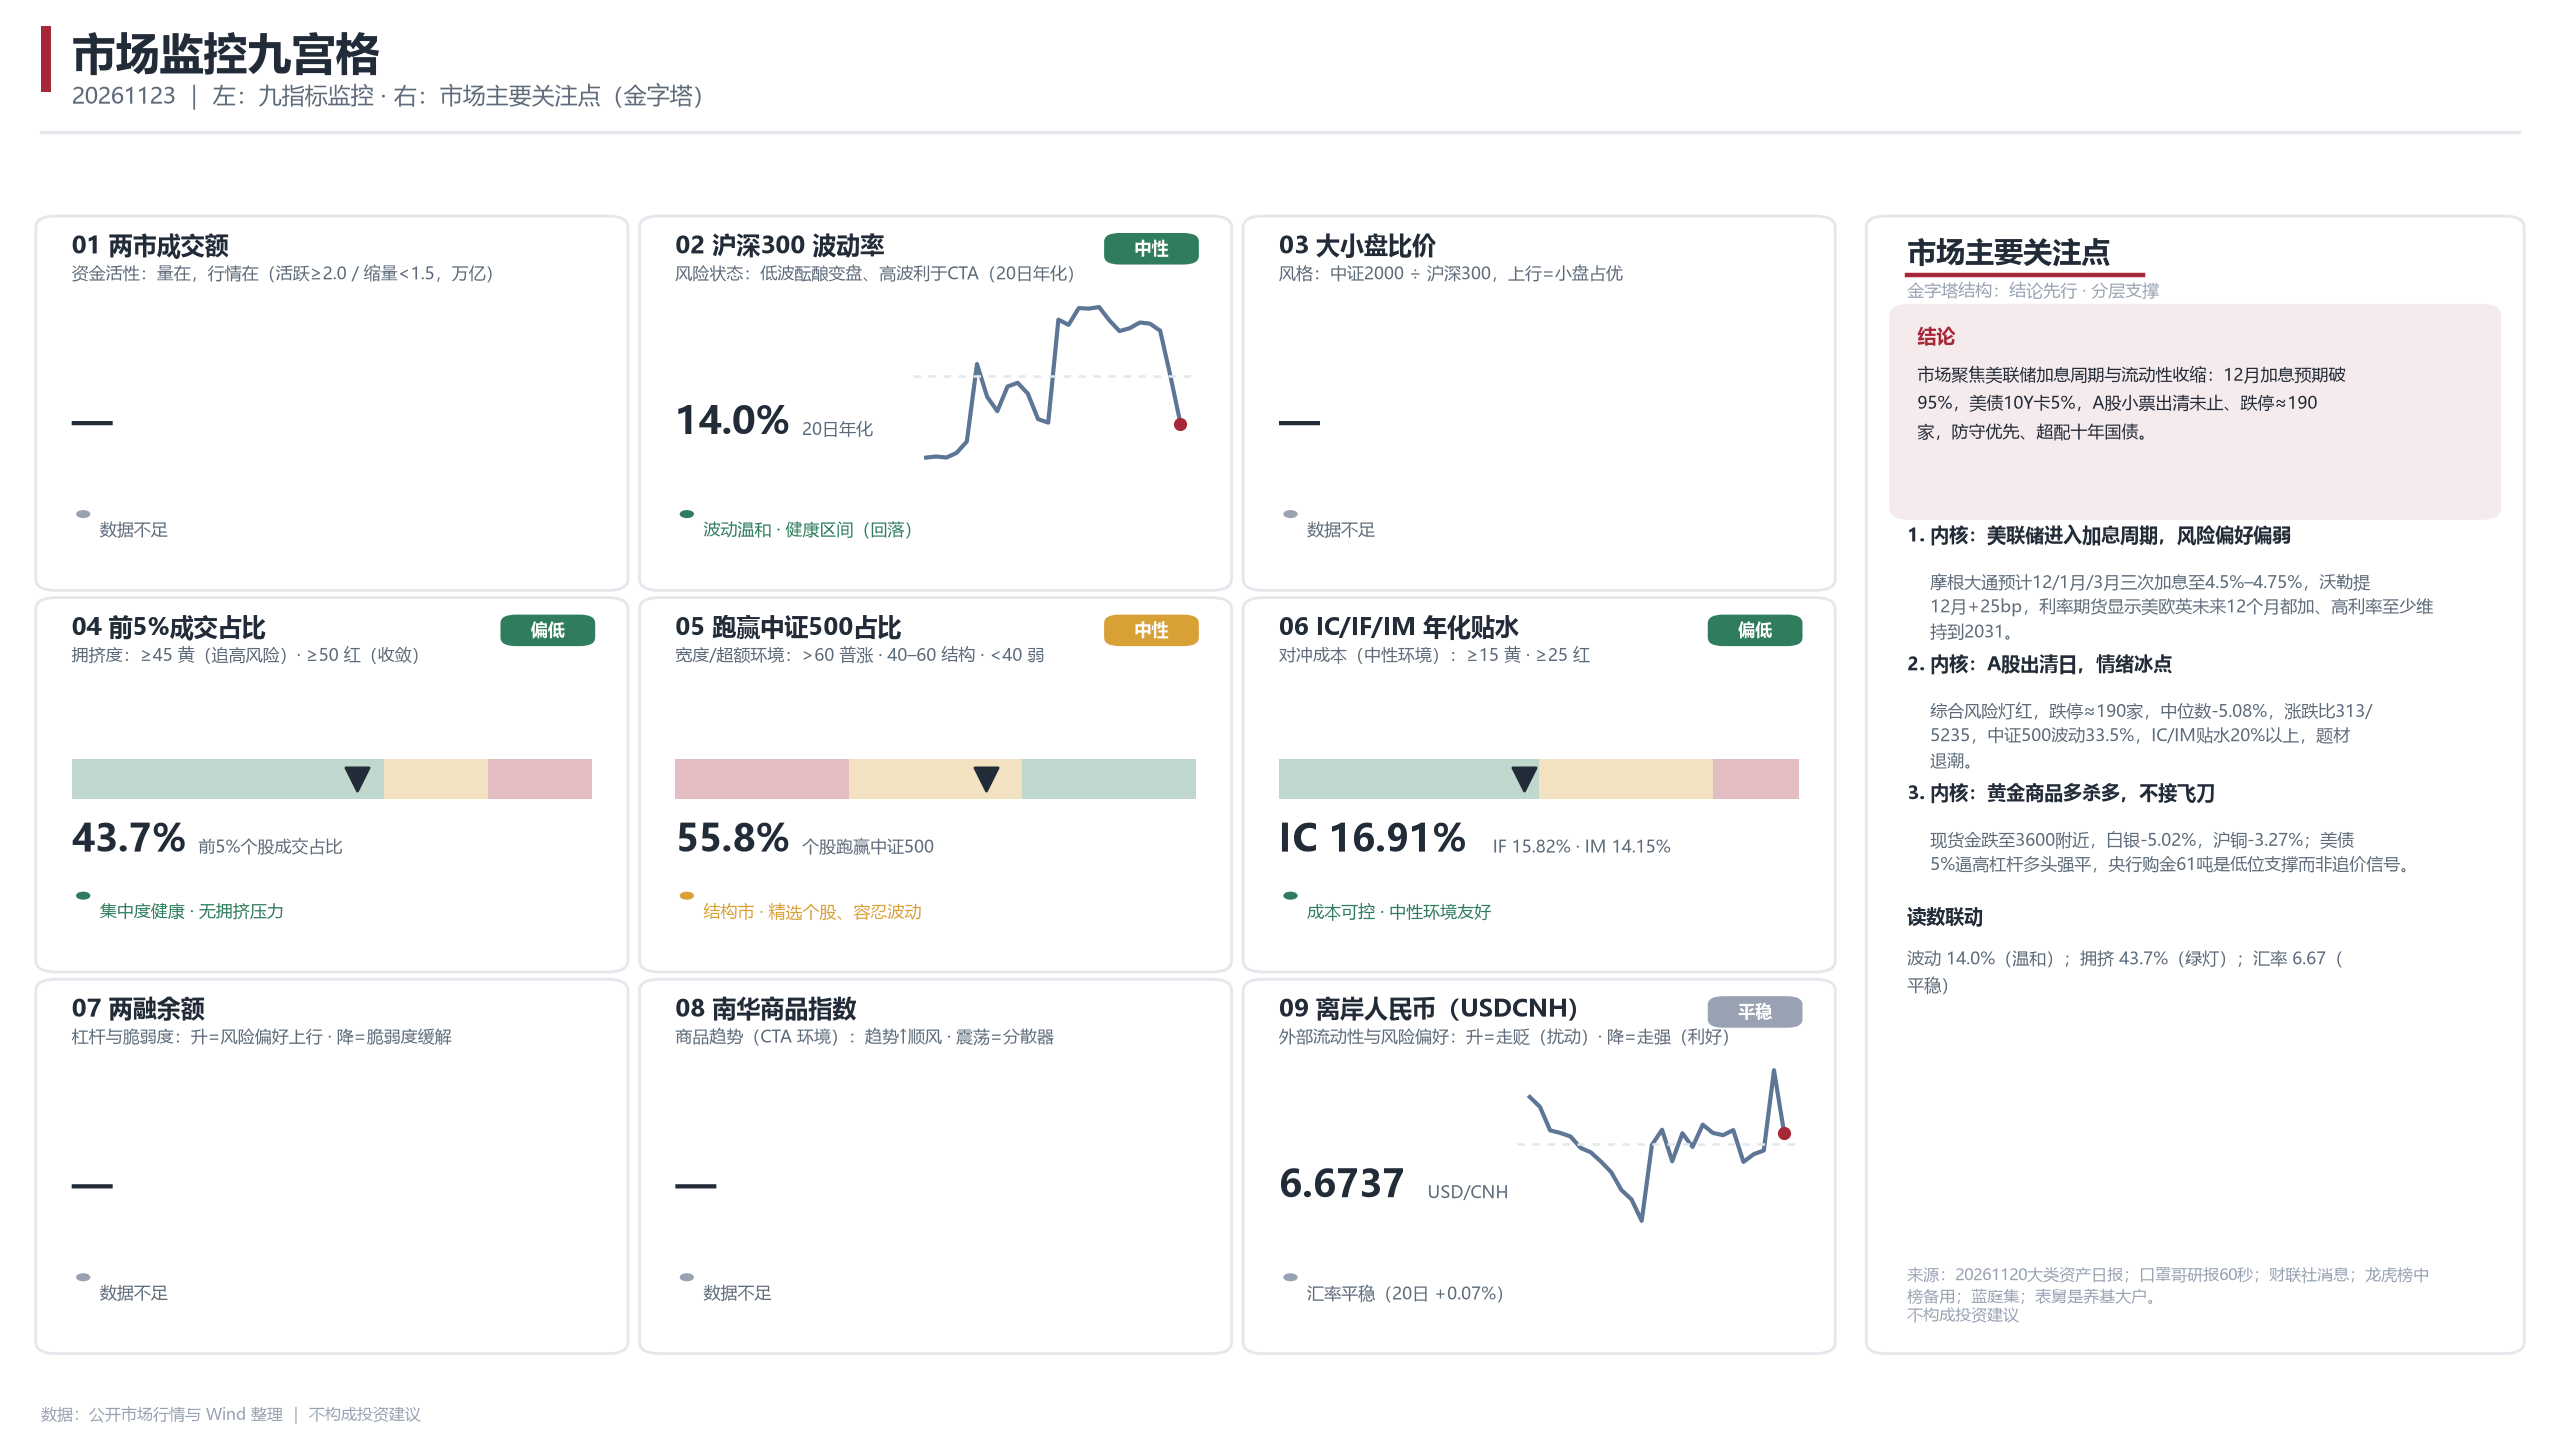 市场监控九宫格
20261123 | 左：九指标监控 · 右：市场主要关注点（金字塔）
01 两市成交额
资金活性：量在，行情在（活跃≥2.0 / 缩量<1.5，万亿）
—
数据不足
02 沪深300 波动率
中性
风险状态：低波酝酿变盘、高波利于CTA（20日年化）
14.0% 20日年化
波动温和 · 健康区间（回落）
03 大小盘比价
风格：中证2000 ÷ 沪深300，上行=小盘占优
—
数据不足
04 前5%成交占比
偏低
拥挤度：≥45 黄（追高风险）· ≥50 红（收敛）
43.7% 前5%个股成交占比
集中度健康 · 无拥挤压力
05 跑赢中证500占比
中性
宽度/超额环境：>60 普涨 · 40–60 结构 · <40 弱
55.8% 个股跑赢中证500
结构市 · 精选个股、容忍波动
06 IC/IF/IM 年化贴水
偏低
对冲成本（中性环境）：≥15 黄 · ≥25 红
IC 16.91% IF 15.82% · IM 14.15%
成本可控 · 中性环境友好
07 两融余额
杠杆与脆弱度：升=风险偏好上行 · 降=脆弱度缓解
—
数据不足
08 南华商品指数
商品趋势（CTA 环境）：趋势↑顺风 · 震荡=分散器
—
数据不足
09 离岸人民币（USDCNH）
平稳
外部流动性与风险偏好：升=走贬（扰动）· 降=走强（利好）
6.6737 USD/CNH
汇率平稳（20日 +0.07%）
市场主要关注点
金字塔结构：结论先行 · 分层支撑
结论
市场聚焦美联储加息周期与流动性收缩：12月加息预期破
95%，美债10Y卡5%，A股小票出清未止、跌停≈190
家，防守优先、超配十年国债。
1. 内核：美联储进入加息周期，风险偏好偏弱
摩根大通预计12/1月/3月三次加息至4.5%–4.75%，沃勒提
12月+25bp，利率期货显示美欧英未来12个月都加、高利率至少维
持到2031。
2. 内核：A股出清日，情绪冰点
综合风险灯红，跌停≈190家，中位数-5.08%，涨跌比313/
5235，中证500波动33.5%，IC/IM贴水20%以上，题材
退潮。
3. 内核：黄金商品多杀多，不接飞刀
现货金跌至3600附近，白银-5.02%，沪铜-3.27%；美债
5%逼高杠杆多头强平，央行购金61吨是低位支撑而非追价信号。
读数联动
波动 14.0%（温和）；拥挤 43.7%（绿灯）；汇率 6.67（
平稳）
来源：20261120大类资产日报；口罩哥研报60秒；财联社消息；龙虎榜中
榜备用；蓝庭集；表舅是养基大户。
不构成投资建议
数据：公开市场行情与 Wind 整理 | 不构成投资建议